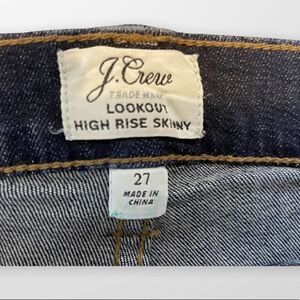 J.Crew
TRADE MARK
LOOKOUT
HIGH RISE SKINNY
27
MADE IN
CHINA